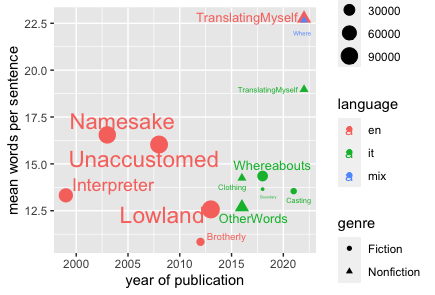 22.5
20.0
17.5
15.0
12.5
mean words per sentence
2000
2005
2010
2015
2020
year of publication
TranslatingMyself
Where
TranslatingMyself
Namesake
Unaccustomed
Interpreter
Whereabouts
Clothing
Casting
Lowland
OtherWords
Brotherly
30000
60000
90000
language
en
it
mix
genre
Fiction
Nonfiction